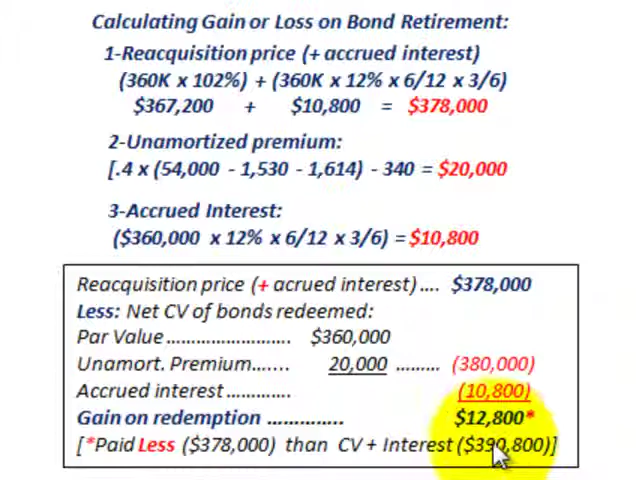 Calculating Gain or Loss on Bond Retirement:
1-Reacquisition price (+ accrued interest)
(360K x 102%) + (360K x 12% x 6/12 x 3/6)
$367,200 + $10,800 = $378,000
2-Unamortized premium:
[.4 x (54,000 - 1,530 - 1,614) - 340 = $20,000
3-Accrued Interest:
($360,000 x 12% x 6/12 x 3/6) = $10,800
Reacquisition price (+ acrued interest).... $378,000
Less: Net CV of bonds redeemed:
Par Value ......................... $360,000
Unamort. Premium....... 20,000 ......... (380,000)
Accrued interest............. (10,800)
Gain on redemption .............. $12,800*
[*Paid Less ($378,000) than CV + Interest ($390,800)]